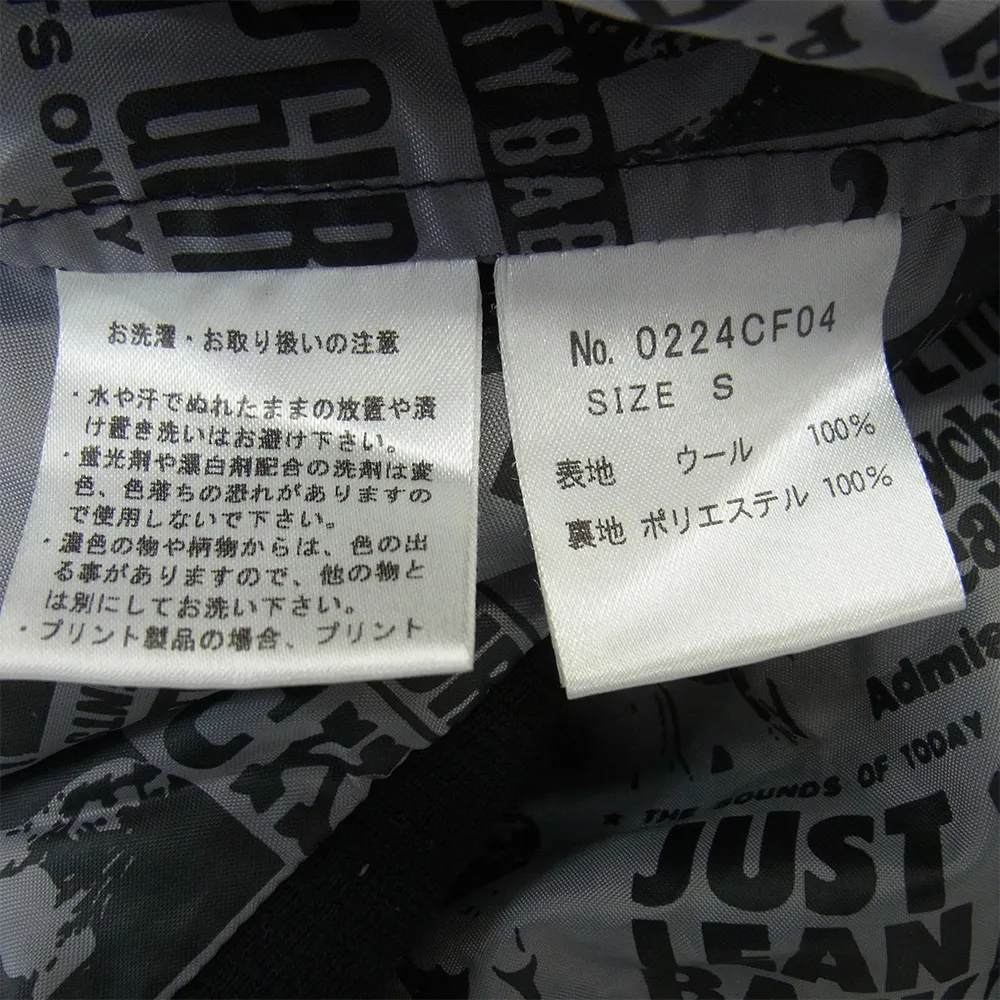 TS ONLY
GIR
TY BAB
お洗濯・お取り扱いの注意
・水や汗でぬれたままの放置や漬
け置き洗いはお避け下さい。
・蛍光剤や漂白剤配合の洗剤は変
色、色落ちの恐れがありますの
で使用しないで下さい。
・濃色の物や柄物からは、色の出
る事がありますので、他の物と
は別にしてお洗い下さい。
・プリント製品の場合、プリント
No. 0224CF04
SIZE S
表地 ウール 100%
裏地 ポリエステル 100%
THE SOUNDS OF TODAY
JUST
LEAN